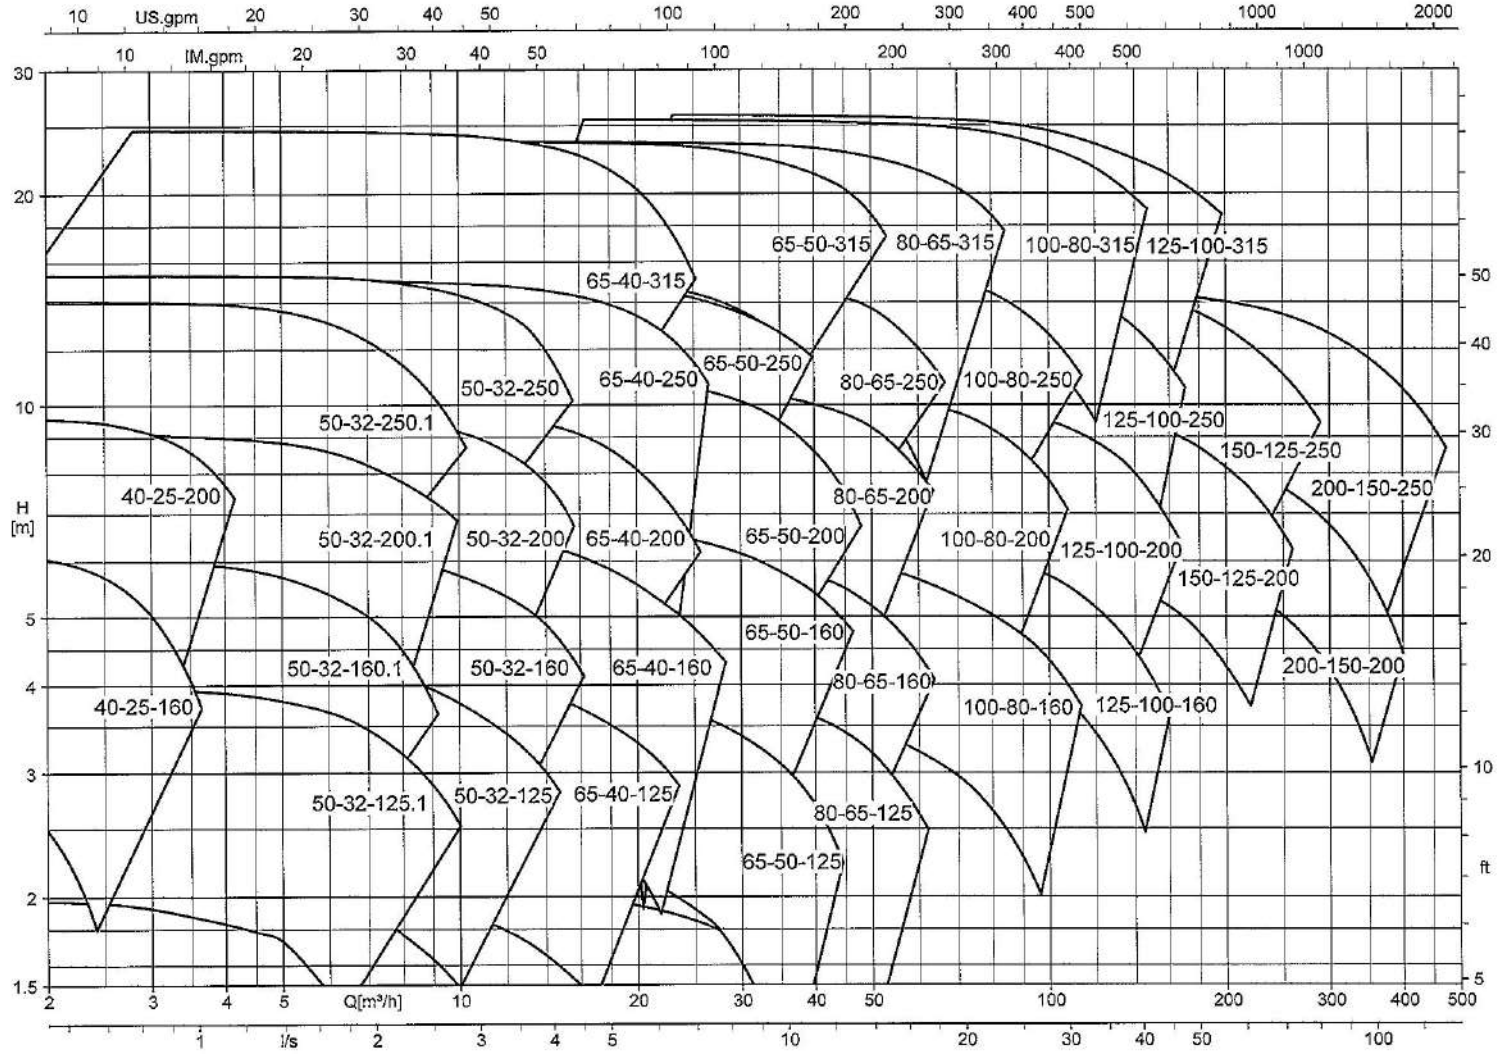 10 US.gpm 20 30 40 50 100 200 300 400 500 1000 2000
10 IM.gpm 20 30 40 50 100 200 300 400 500 1000
30
20
65-50-315 80-65-315 100-80-315 125-100-315
65-40-315
50
40
65-50-250
50-32-250 65-40-250 80-65-250 100-80-250
10
50-32-250.1 125-100-250
30
150-125-250
40-25-200 80-65-200 200-150-250
H
[m]
50-32-200.1 50-32-200 65-40-200 65-50-200 100-80-200 125-100-200
20
150-125-200
5
65-50-160
50-32-160.1 50-32-160 65-40-160 200-150-200
80-65-160
4
40-25-160 100-80-160 125-100-160
3
10
50-32-125.1 50-32-125 65-40-125
80-65-125
65-50-125
ft
2
1.5
5
2 3 4 5 Q[m³/h] 10 20 30 40 50 100 200 300 400 500
1 l/s 2 3 4 5 10 20 30 40 50 100